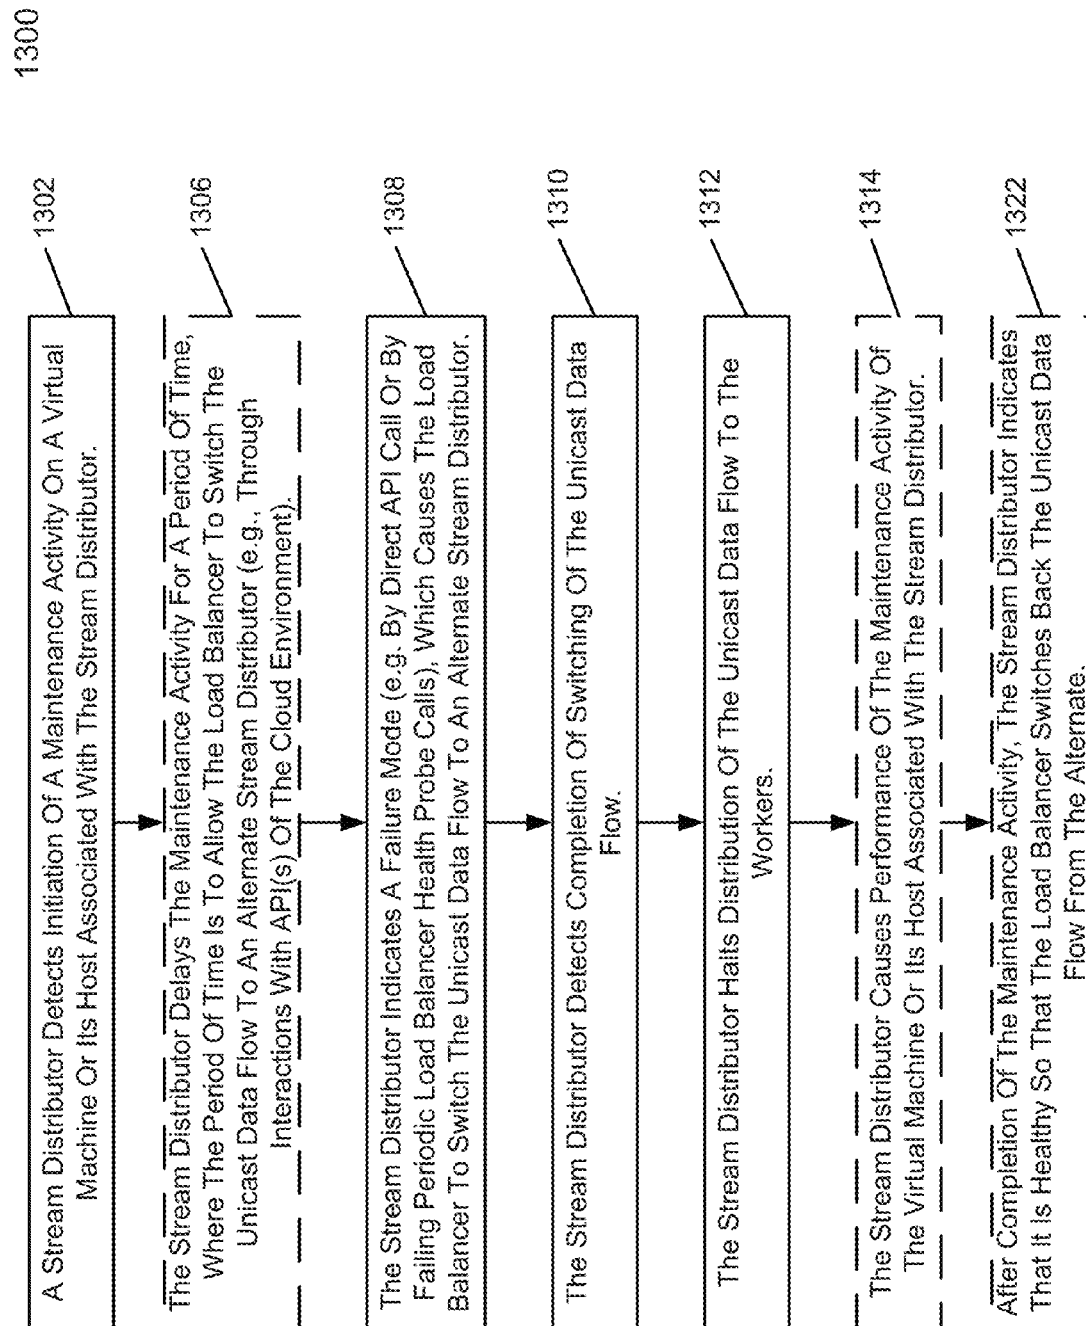 1300
A Stream Distributor Detects Initiation Of A Maintenance Activity On A Virtual
Machine Or Its Host Associated With The Stream Distributor.
1302
The Stream Distributor Delays The Maintenance Activity For A Period Of Time,
Where The Period Of Time Is To Allow The Load Balancer To Switch The
Unicast Data Flow To An Alternate Stream Distributor (e.g., Through
Interactions With API(s) Of The Cloud Environment).
1306
The Stream Distributor Indicates A Failure Mode (e.g. By Direct API Call Or By
Failing Periodic Load Balancer Health Probe Calls), Which Causes The Load
Balancer To Switch The Unicast Data Flow To An Alternate Stream Distributor.
1308
The Stream Distributor Detects Completion Of Switching Of The Unicast Data
Flow.
1310
The Stream Distributor Halts Distribution Of The Unicast Data Flow To The
Workers.
1312
The Stream Distributor Causes Performance Of The Maintenance Activity Of
The Virtual Machine Or Its Host Associated With The Stream Distributor.
1314
After Completion Of The Maintenance Activity, The Stream Distributor Indicates
That It Is Healthy So That The Load Balancer Switches Back The Unicast Data
Flow From The Alternate.
1322